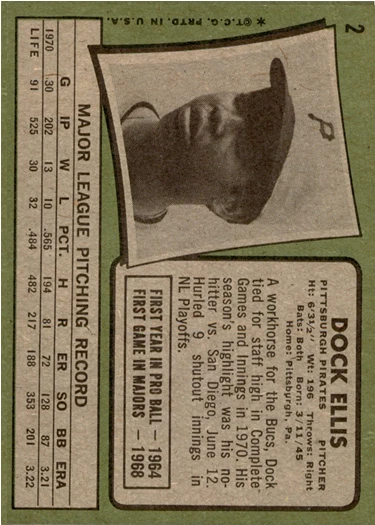 2
P
DOCK ELLIS
PITTSBURGH PIRATES PITCHER
Ht: 6'3½" Wt: 196 Throws: Right
Bats: Both Born: 3/11/45
Home: Pittsburgh, Pa.
A workhorse for the Bucs, Dock
tied for staff high in Complete
Games and Innings in 1970. His
season's highlight was his no-
hitter vs. San Diego, June 12.
Hurled 9 shutout innings in
NL Playoffs.
FIRST YEAR IN PRO BALL — 1964
FIRST GAME IN MAJORS — 1968
MAJOR LEAGUE PITCHING RECORD
G IP W L PCT. H R ER SO BB ERA
1970 30 202 13 10 .565 194 81 72 128 87 3.21
LIFE 91 525 30 32 .484 482 217 188 353 201 3.22
*©T.C.G. PRTD. IN U.S.A.